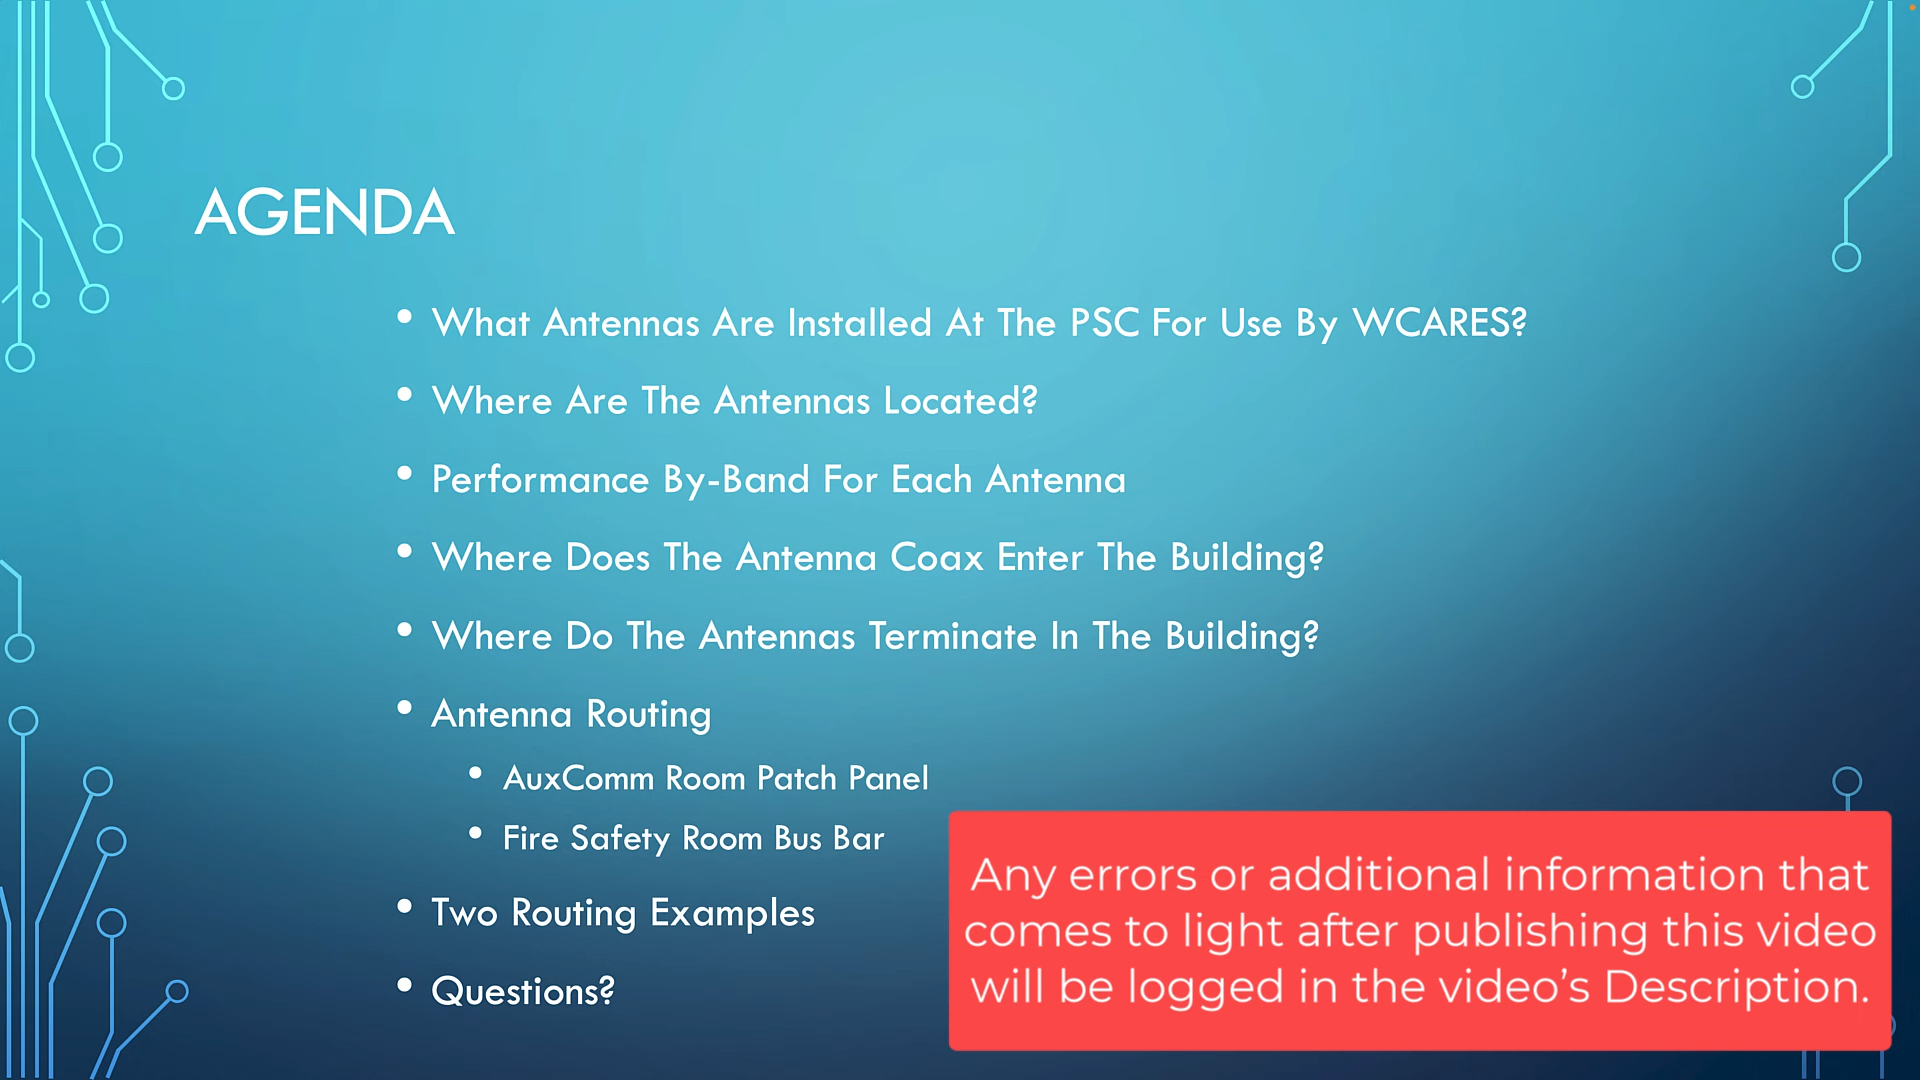 AGENDA
• What Antennas Are Installed At The PSC For Use By WCARES?
• Where Are The Antennas Located?
• Performance By-Band For Each Antenna
• Where Does The Antenna Coax Enter The Building?
• Where Do The Antennas Terminate In The Building?
• Antenna Routing
• AuxComm Room Patch Panel
• Fire Safety Room Bus Bar
• Two Routing Examples
• Questions?
Any errors or additional information that
comes to light after publishing this video
will be logged in the video’s Description.